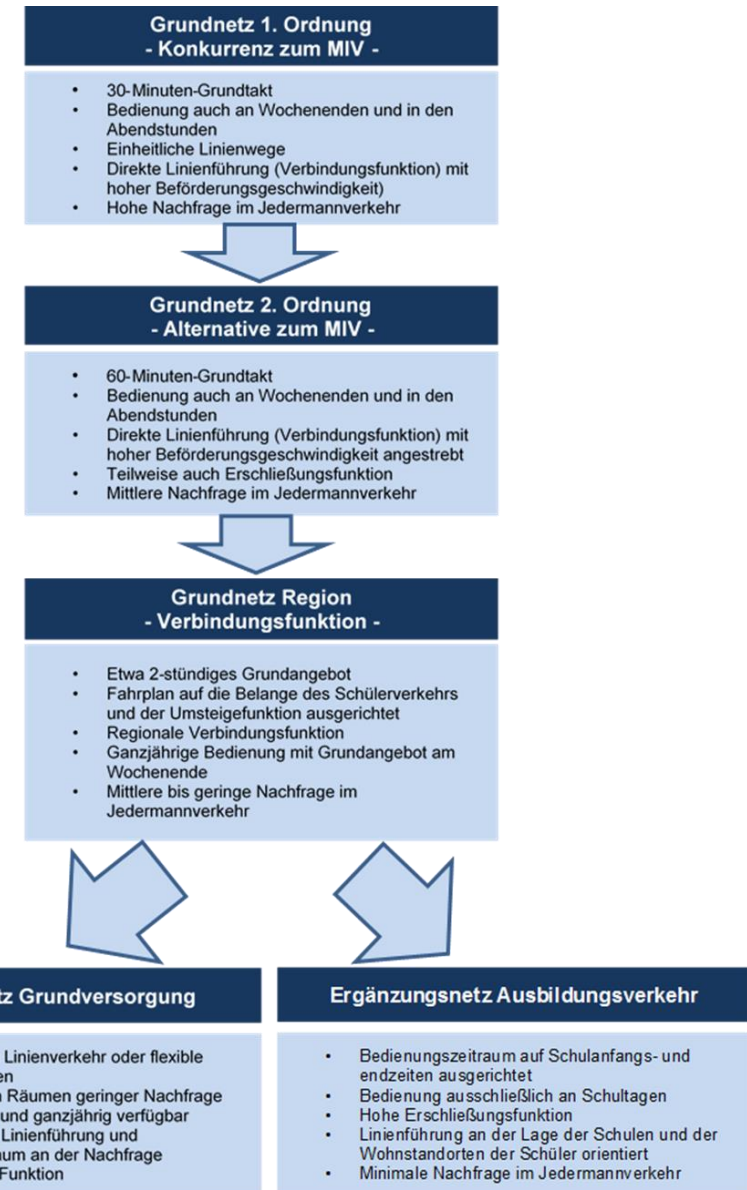 Grundnetz 1. Ordnung
- Konkurrenz zum MIV -
• 30-Minuten-Grundtakt
• Bedienung auch an Wochenenden und in den
Abendstunden
• Einheitliche Linienwege
• Direkte Linienführung (Verbindungsfunktion) mit
hoher Beförderungsgeschwindigkeit)
• Hohe Nachfrage im Jedermannverkehr
Grundnetz 2. Ordnung
- Alternative zum MIV -
• 60-Minuten-Grundtakt
• Bedienung auch an Wochenenden und in den
Abendstunden
• Direkte Linienführung (Verbindungsfunktion) mit
hoher Beförderungsgeschwindigkeit angestrebt
• Teilweise auch Erschließungsfunktion
• Mittlere Nachfrage im Jedermannverkehr
Grundnetz Region
- Verbindungsfunktion -
• Etwa 2-stündiges Grundangebot
• Fahrplan auf die Belange des Schülerverkehrs
und der Umsteigefunktion ausgerichtet
• Regionale Verbindungsfunktion
• Ganzjährige Bedienung mit Grundangebot am
Wochenende
• Mittlere bis geringe Nachfrage im
Jedermannverkehr
tz Grundversorgung
Linienverkehr oder flexible
en
Räumen geringer Nachfrage
und ganzjährig verfügbar
Linienführung und
um an der Nachfrage
Funktion
Ergänzungsnetz Ausbildungsverkehr
• Bedienungszeitraum auf Schulanfangs- und
endzeiten ausgerichtet
• Bedienung ausschließlich an Schultagen
• Hohe Erschließungsfunktion
• Linienführung an der Lage der Schulen und der
Wohnstandorten der Schüler orientiert
• Minimale Nachfrage im Jedermannverkehr